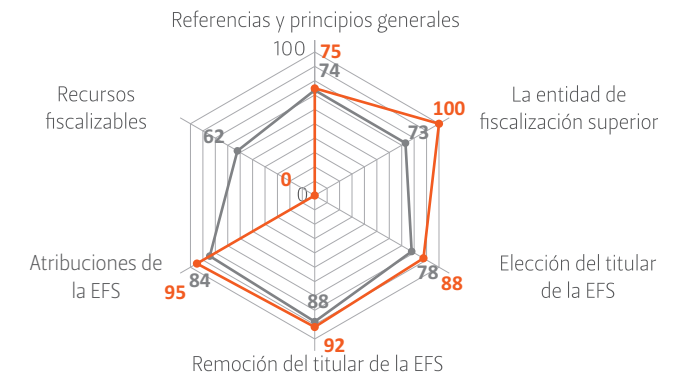 Referencias y principios generales
100
75
74
Recursos
fiscalizables
La entidad de
fiscalización superior
100
73
62
0
0
Atribuciones de
la EFS
Elección del titular
de la EFS
95
84
78
88
88
92
Remoción del titular de la EFS